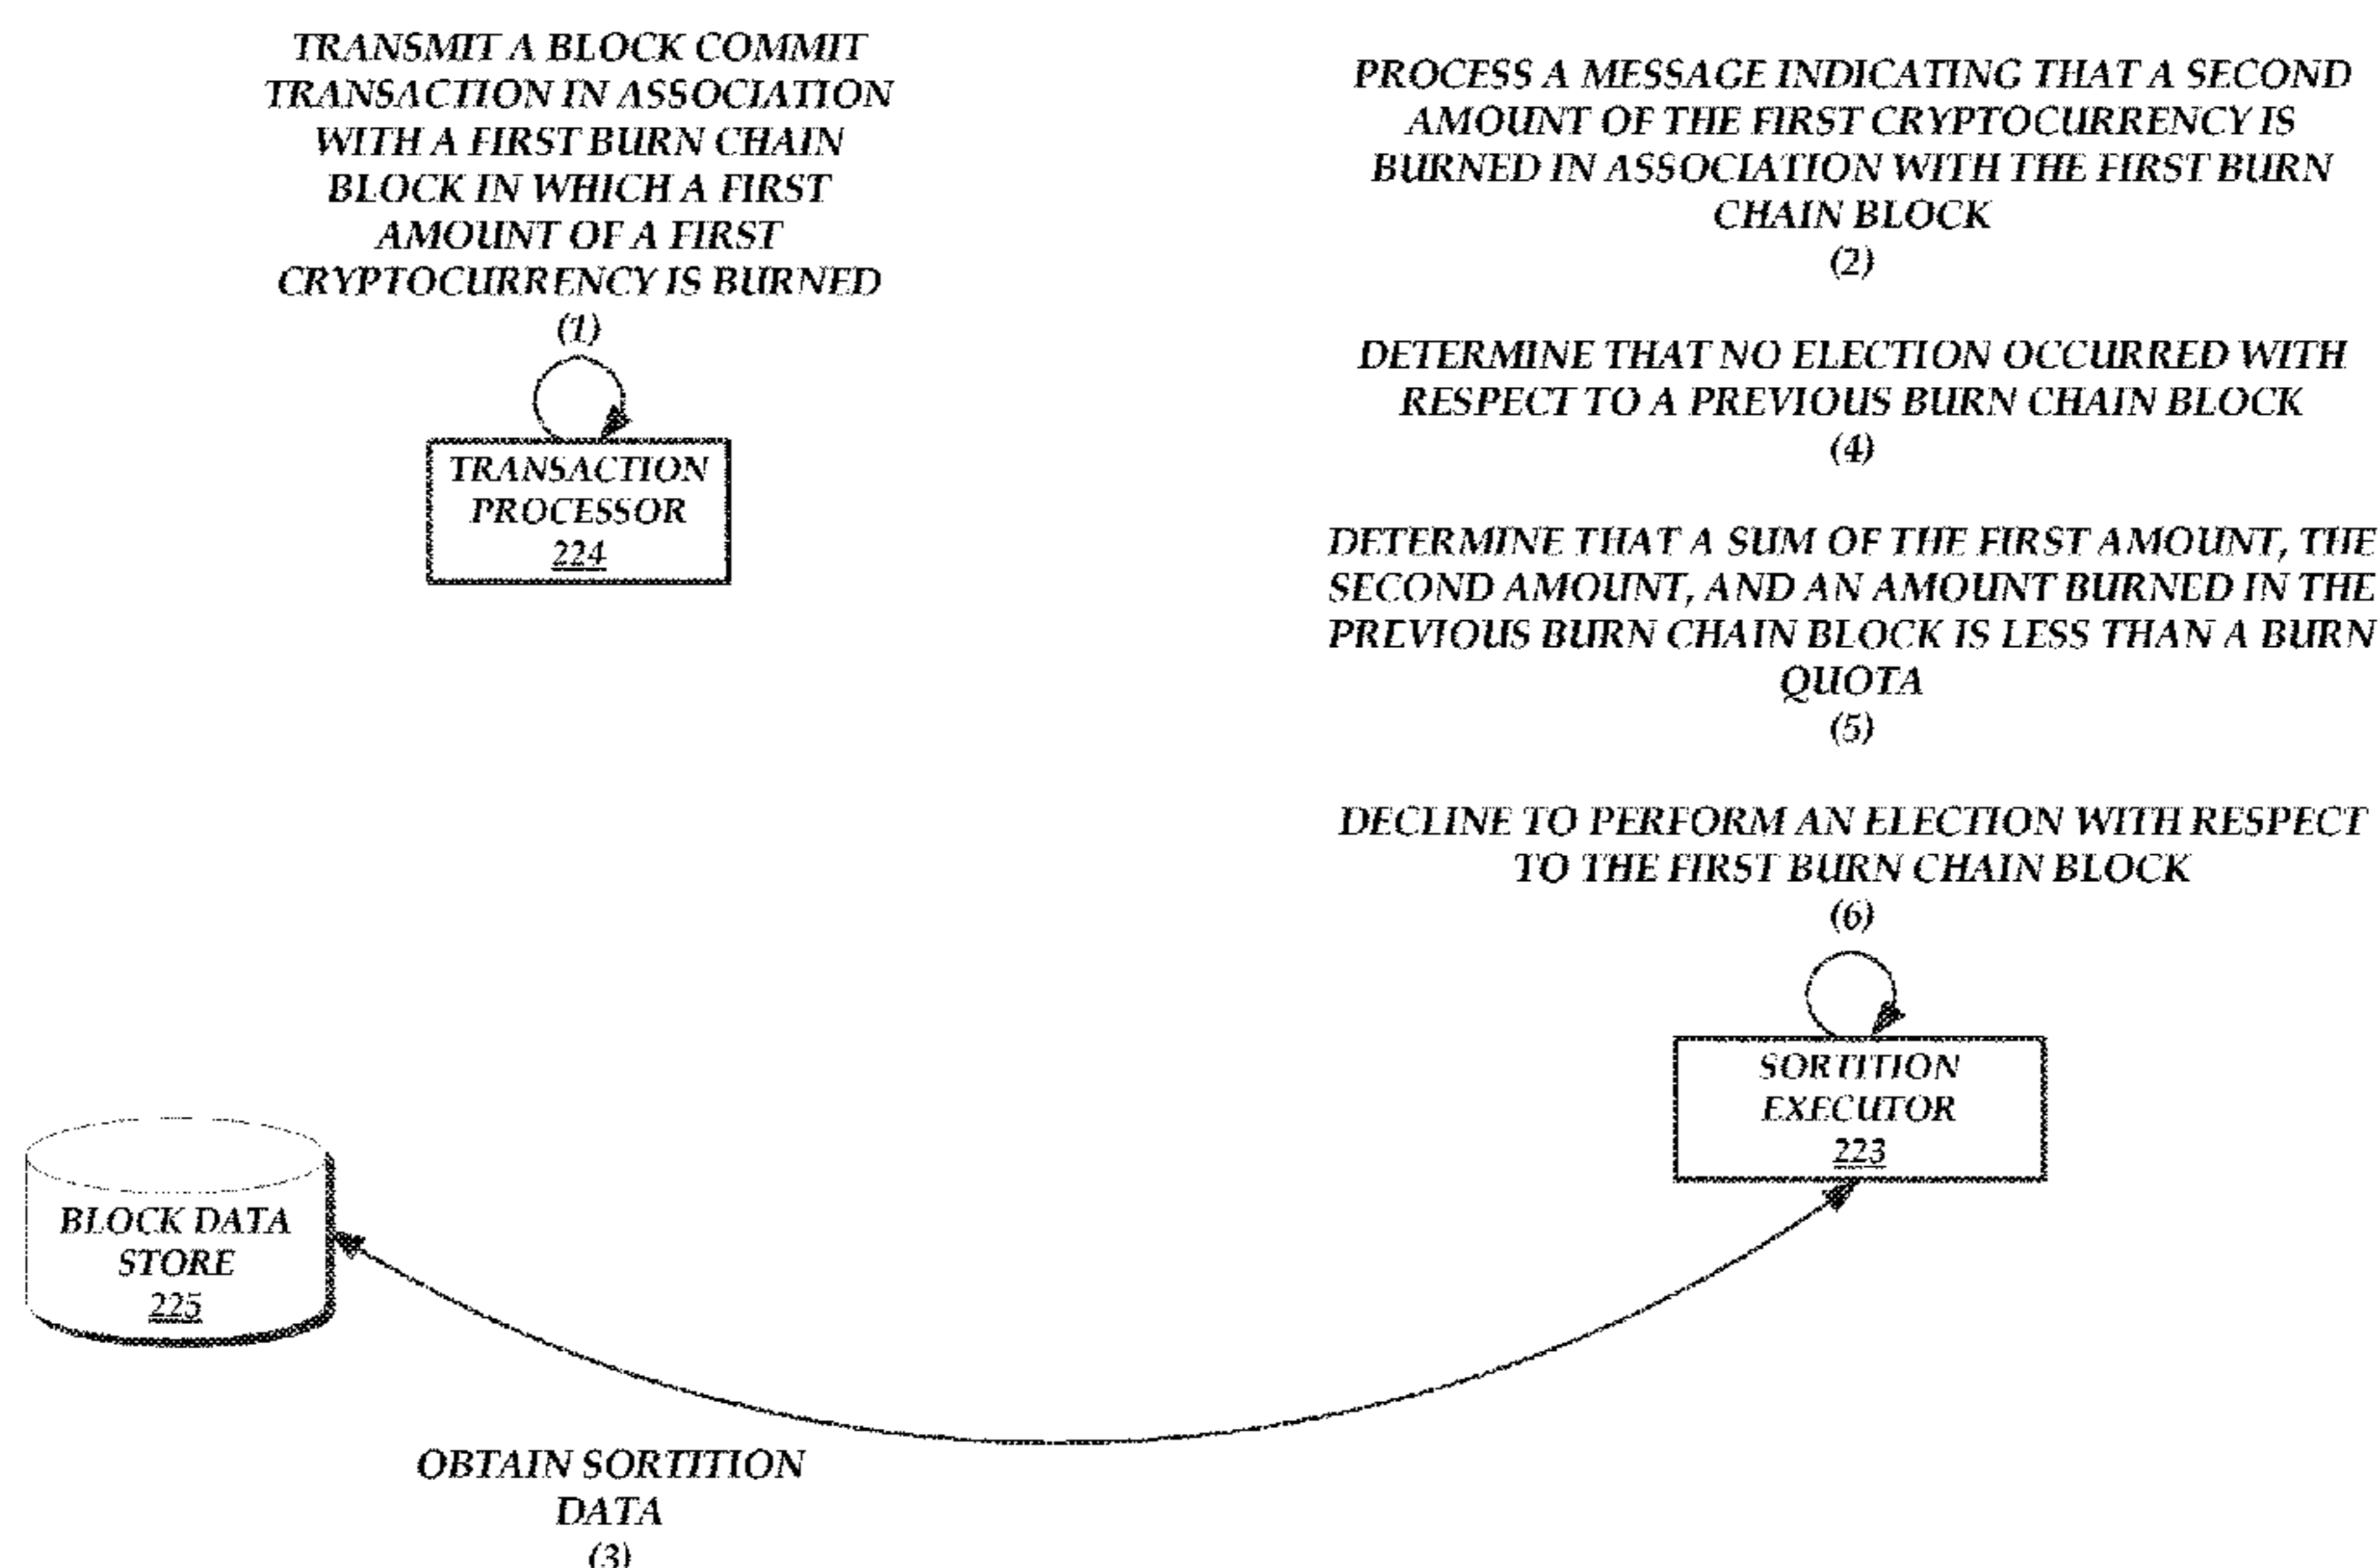 TRANSMIT A BLOCK COMMIT
TRANSACTION IN ASSOCIATION
WITH A FIRST BURN CHAIN
BLOCK IN WHICH A FIRST
AMOUNT OF A FIRST
CRYPTOCURRENCY IS BURNED
(1)
TRANSACTION
PROCESSOR
224
PROCESS A MESSAGE INDICATING THAT A SECOND
AMOUNT OF THE FIRST CRYPTOCURRENCY IS
BURNED IN ASSOCIATION WITH THE FIRST BURN
CHAIN BLOCK
(2)
DETERMINE THAT NO ELECTION OCCURRED WITH
RESPECT TO A PREVIOUS BURN CHAIN BLOCK
(4)
DETERMINE THAT A SUM OF THE FIRST AMOUNT, THE
SECOND AMOUNT, AND AN AMOUNT BURNED IN THE
PREVIOUS BURN CHAIN BLOCK IS LESS THAN A BURN
QUOTA
(5)
DECLINE TO PERFORM AN ELECTION WITH RESPECT
TO THE FIRST BURN CHAIN BLOCK
(6)
SORTITION
EXECUTOR
223
BLOCK DATA
STORE
225
OBTAIN SORTITION
DATA
(3)